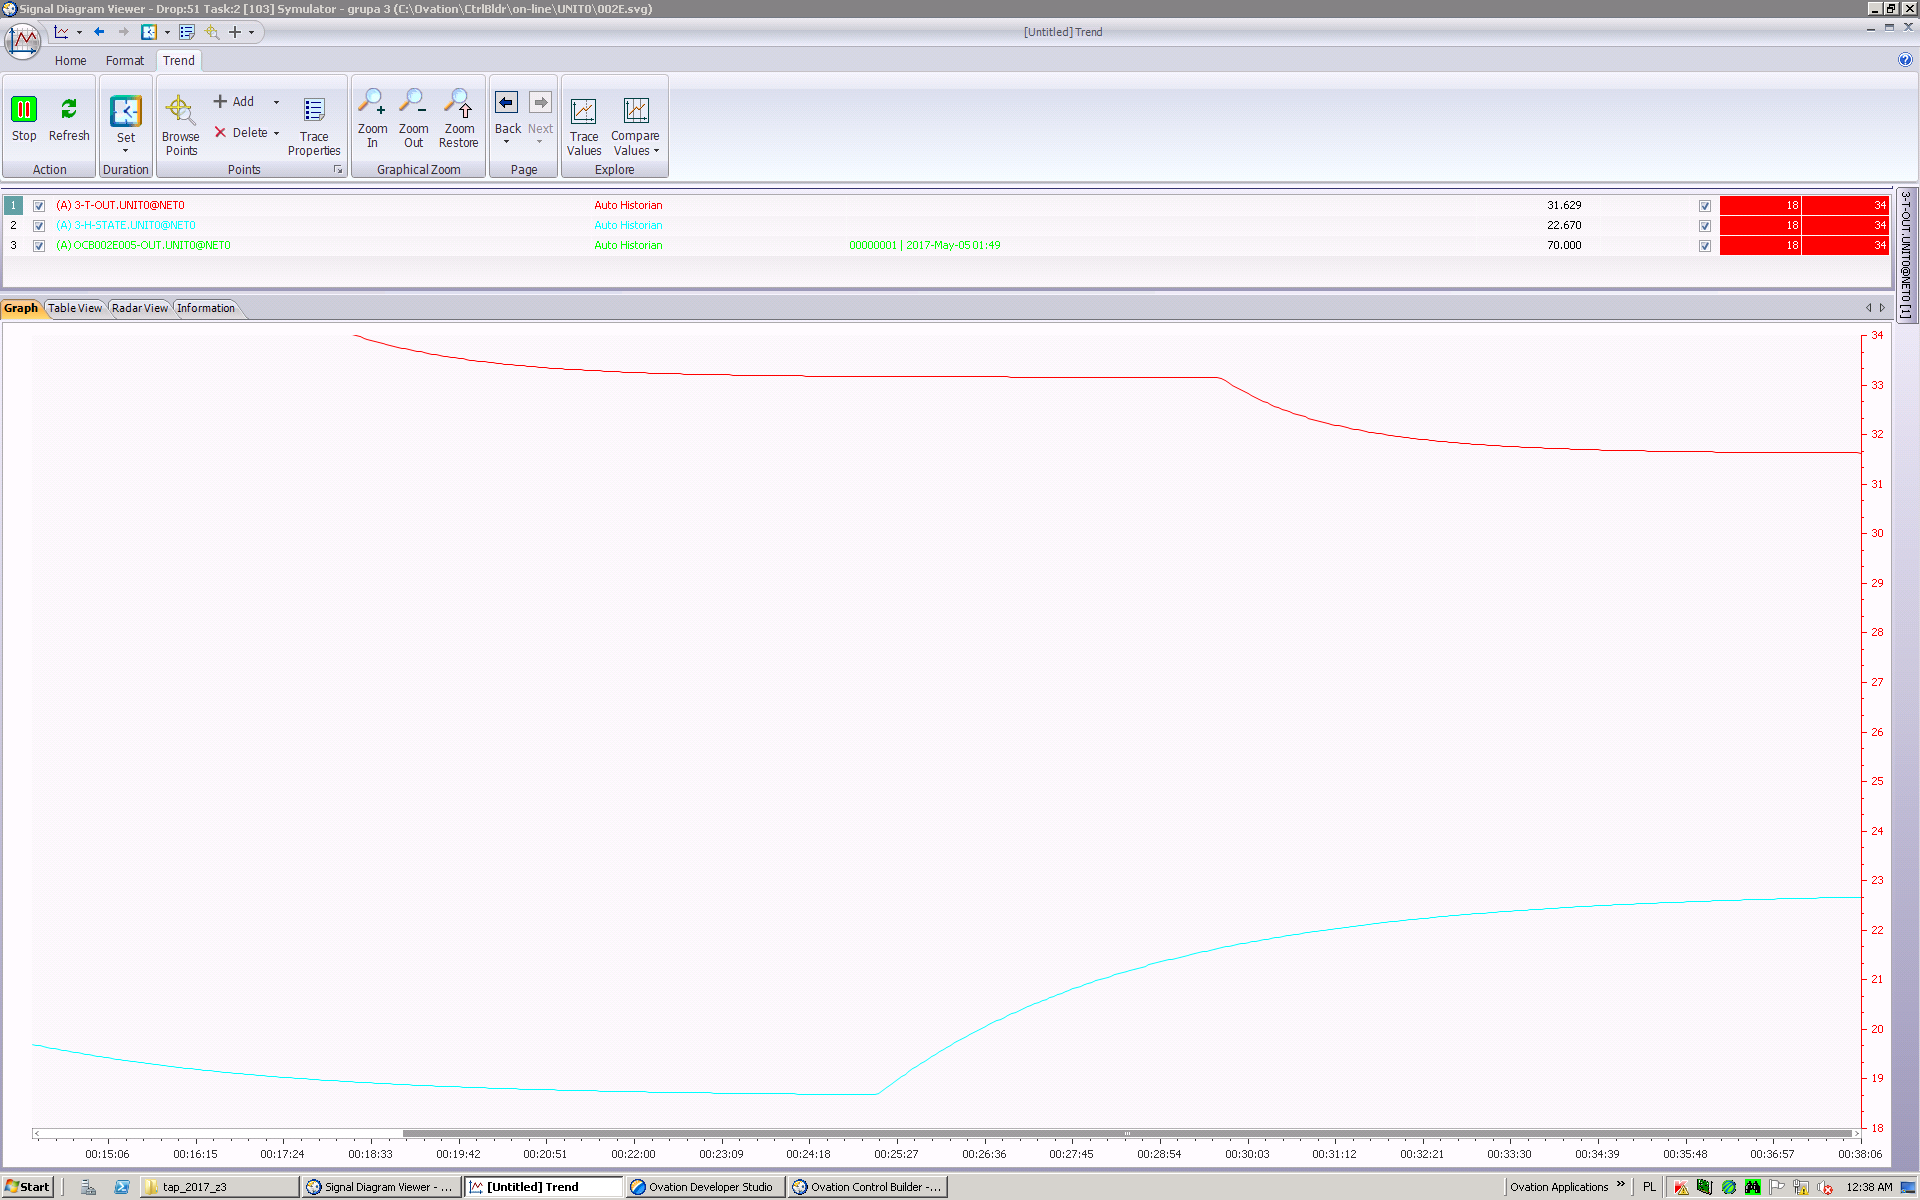 Signal Diagram Viewer - Drop:51 Task:2 [103] Symulator - grupa 3 (C:\Ovation\CtrlBldr\on-line\UNIT0\002E.svg)
[Untitled] Trend
Home Format Trend
Stop Refresh Set Browse Points Add Delete Trace Properties Zoom In Zoom Out Zoom Restore Back Next Trace Values Compare Values
Action Duration Points Graphical Zoom Page Explore
1 (A) 3-T-OUT.UNIT0@NET0 Auto Historian 31.629 18 34
2 (A) 3-H-STATE.UNIT0@NET0 Auto Historian 22.670 18 34
3 (A) OCB002E005-OUT.UNIT0@NET0 Auto Historian 00000001 | 2017-May-05 01:49 70.000 18 34
3-T-OUT.UNIT0@NET0 [1]
Graph Table View Radar View Information
34
33
32
31
30
29
28
27
26
25
24
23
22
21
20
19
18
00:15:06 00:16:15 00:17:24 00:18:33 00:19:42 00:20:51 00:22:00 00:23:09 00:24:18 00:25:27 00:26:36 00:27:45 00:28:54 00:30:03 00:31:12 00:32:21 00:33:30 00:34:39 00:35:48 00:36:57 00:38:06
Start tap_2017_z3 Signal Diagram Viewer - ... [Untitled] Trend Ovation Developer Studio Ovation Control Builder -... Ovation Applications » PL 12:38 AM